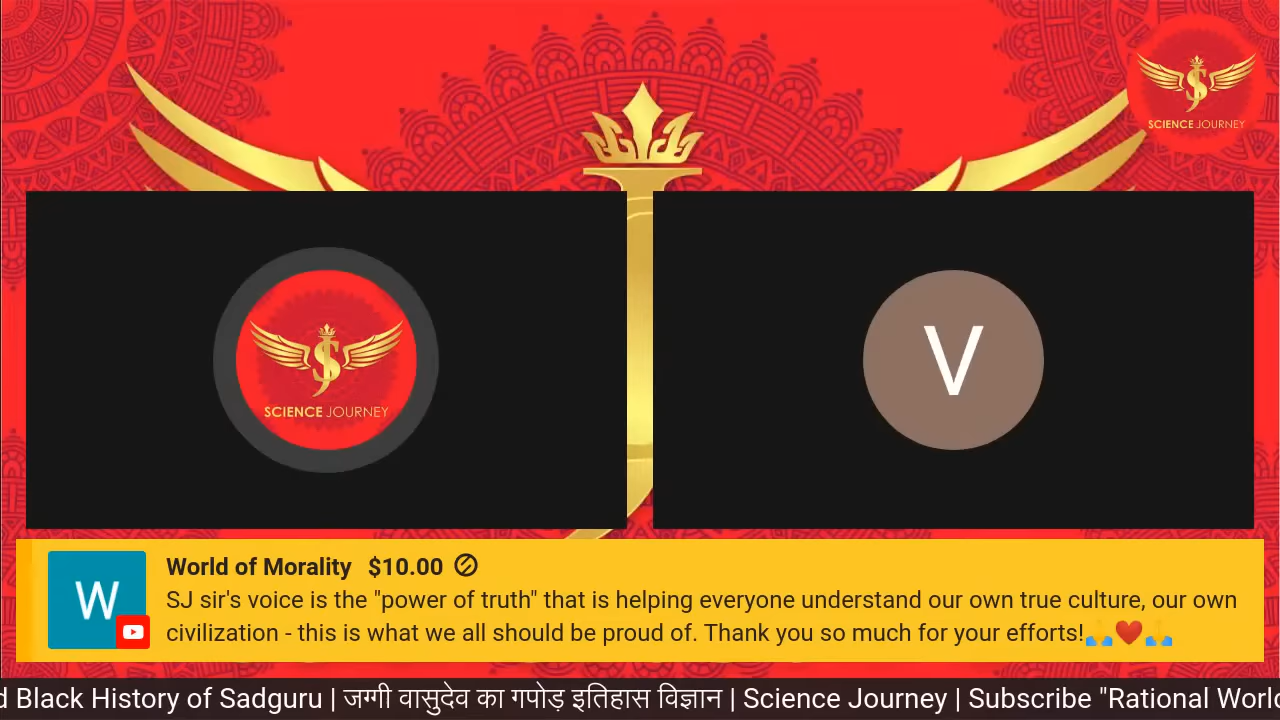 SCIENCE JOURNEY
SCIENCE JOURNEY
V
W
World of Morality $10.00
SJ sir's voice is the "power of truth" that is helping everyone understand our own true culture, our own
civilization - this is what we all should be proud of. Thank you so much for your efforts!🙏❤️🙏
d Black History of Sadguru | जग्गी वासुदेव का गपोड़ इतिहास विज्ञान | Science Journey | Subscribe "Rational World